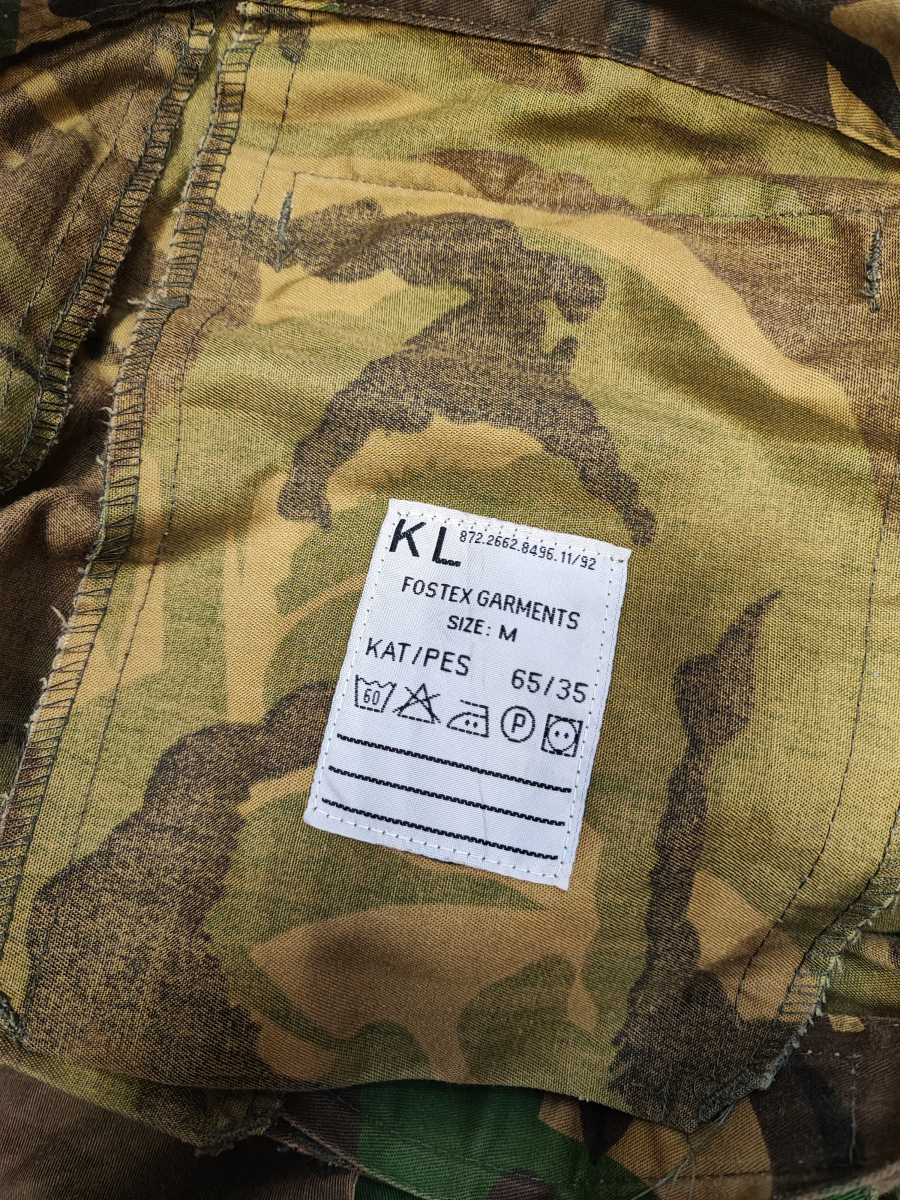 KL 872.2662.8496.11/92
FOSTEX GARMENTS
SIZE: M
KAT/PES 65/35
60 P